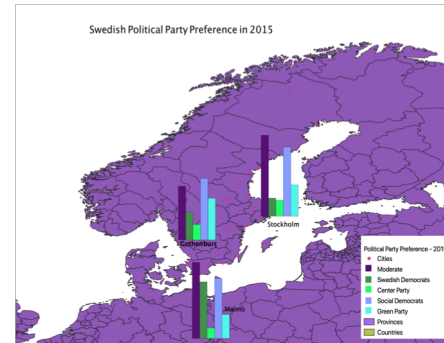 Swedish Political Party Preference in 2015
Stockholm
Gothenburg
Malmo
Political Party Preference - 201
Cities
Moderate
Swedish Democrats
Center Party
Social Democrats
Green Party
Provinces
Countries